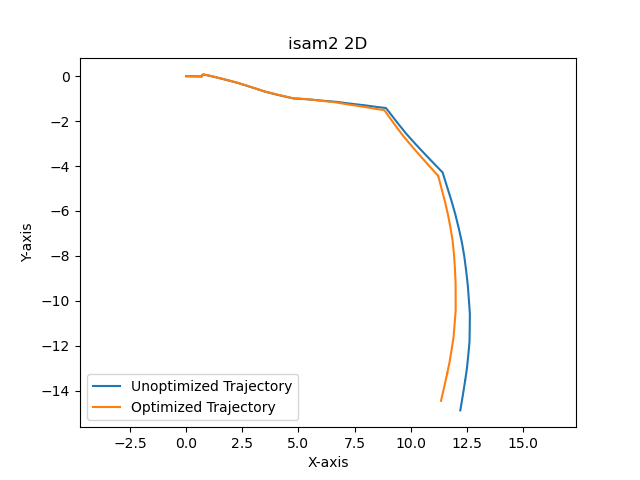 isam2 2D
0
−2
−4
−6
−8
−10
−12
−14
Y-axis
Unoptimized Trajectory
Optimized Trajectory
−2.5 0.0 2.5 5.0 7.5 10.0 12.5 15.0
X-axis